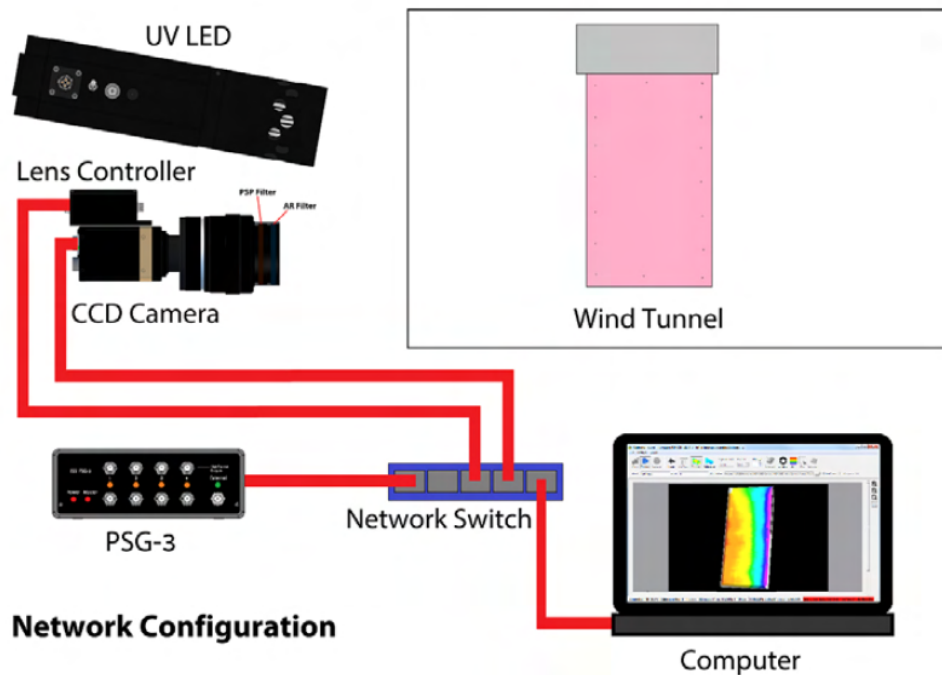 UV LED
Lens Controller
PSP Filter
AR Filter
CCD Camera
Wind Tunnel
PSG-3
Network Switch
Network Configuration
Computer